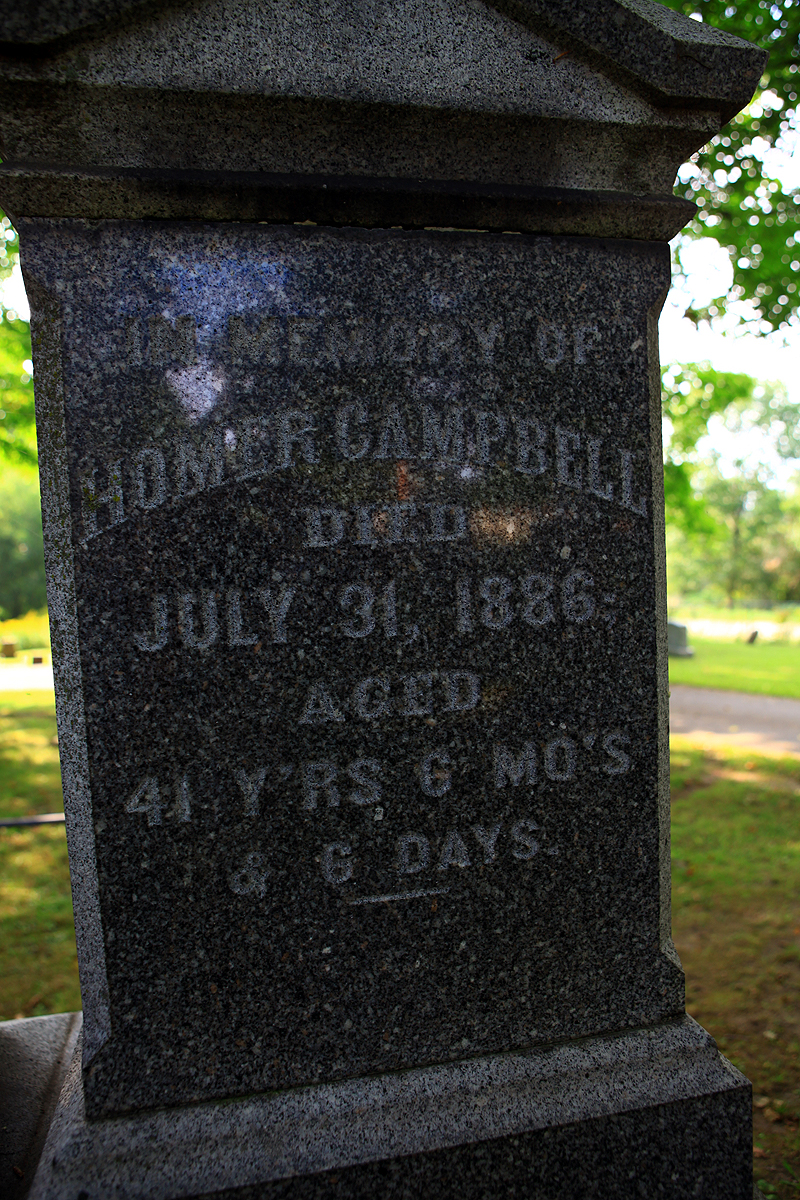 IN MEMORY OF
HOMER CAMPBELL
DIED
JULY 31, 1886.
AGED
41 Y'RS 6 MO'S
& 6 DAYS.